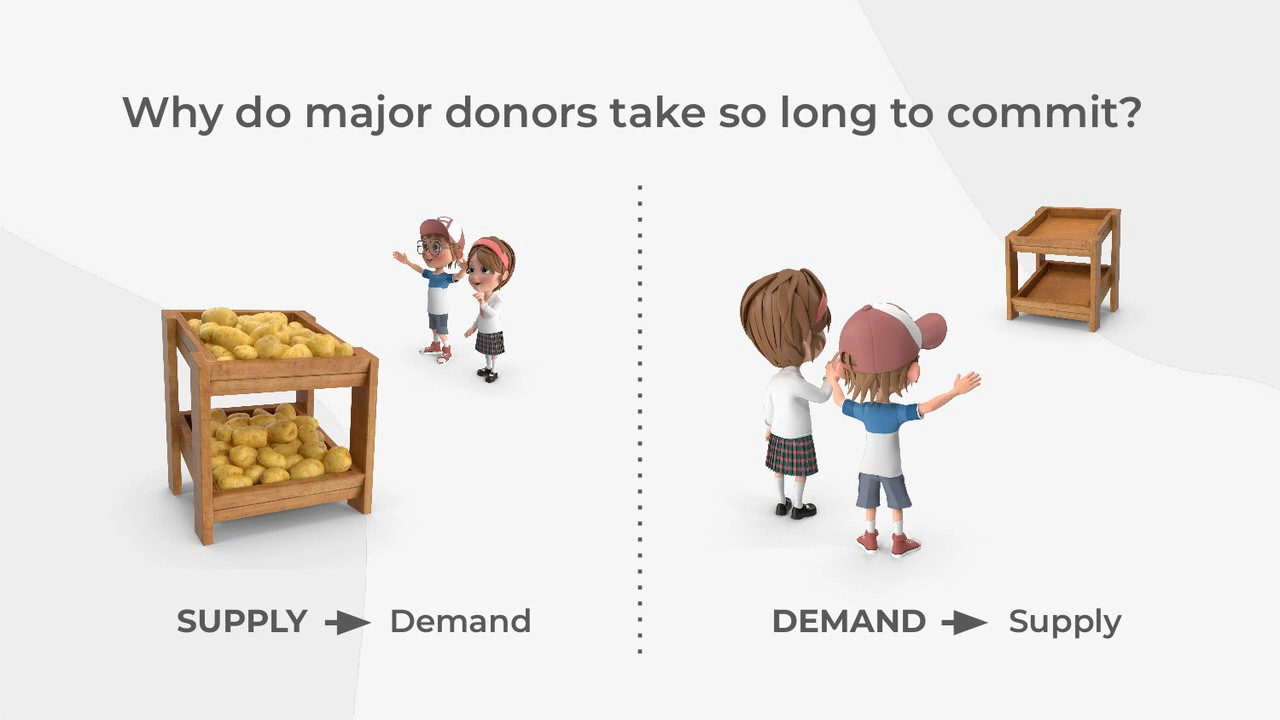 Why do major donors take so long to commit?
SUPPLY → Demand
DEMAND → Supply